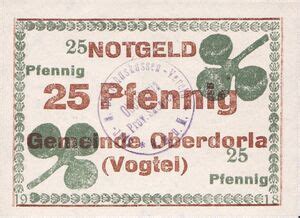 25 NOTGELD
Pfennig
25 Pfennig
Gemeinde Oberdorla
(Vogtei)
25
Pfennig
1918